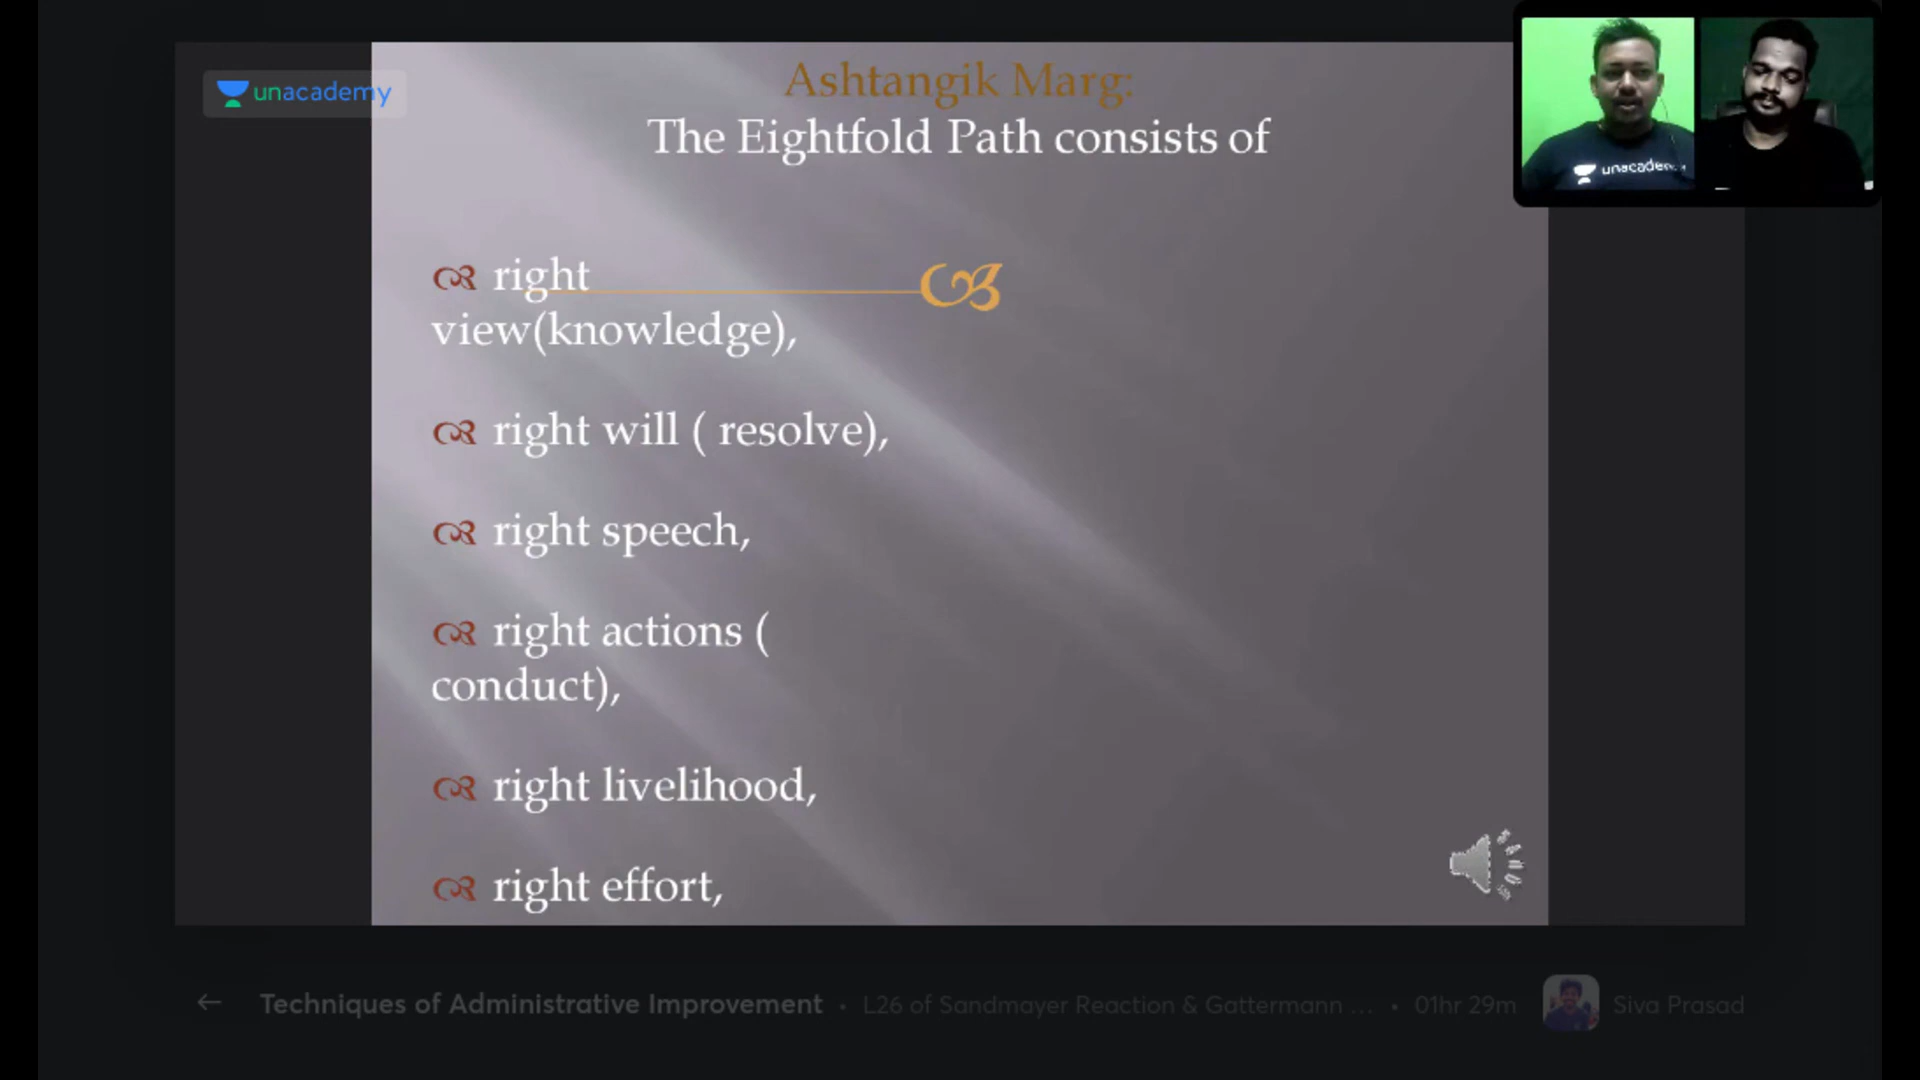 unacademy
Ashtangik Marg:
The Eightfold Path consists of
right
view(knowledge),
right will ( resolve),
right speech,
right actions (
conduct),
right livelihood,
right effort,
unacademy
← Techniques of Administrative Improvement • L26 of Sandmayer Reaction & Gattermann ... • 01hr 29m Siva Prasad